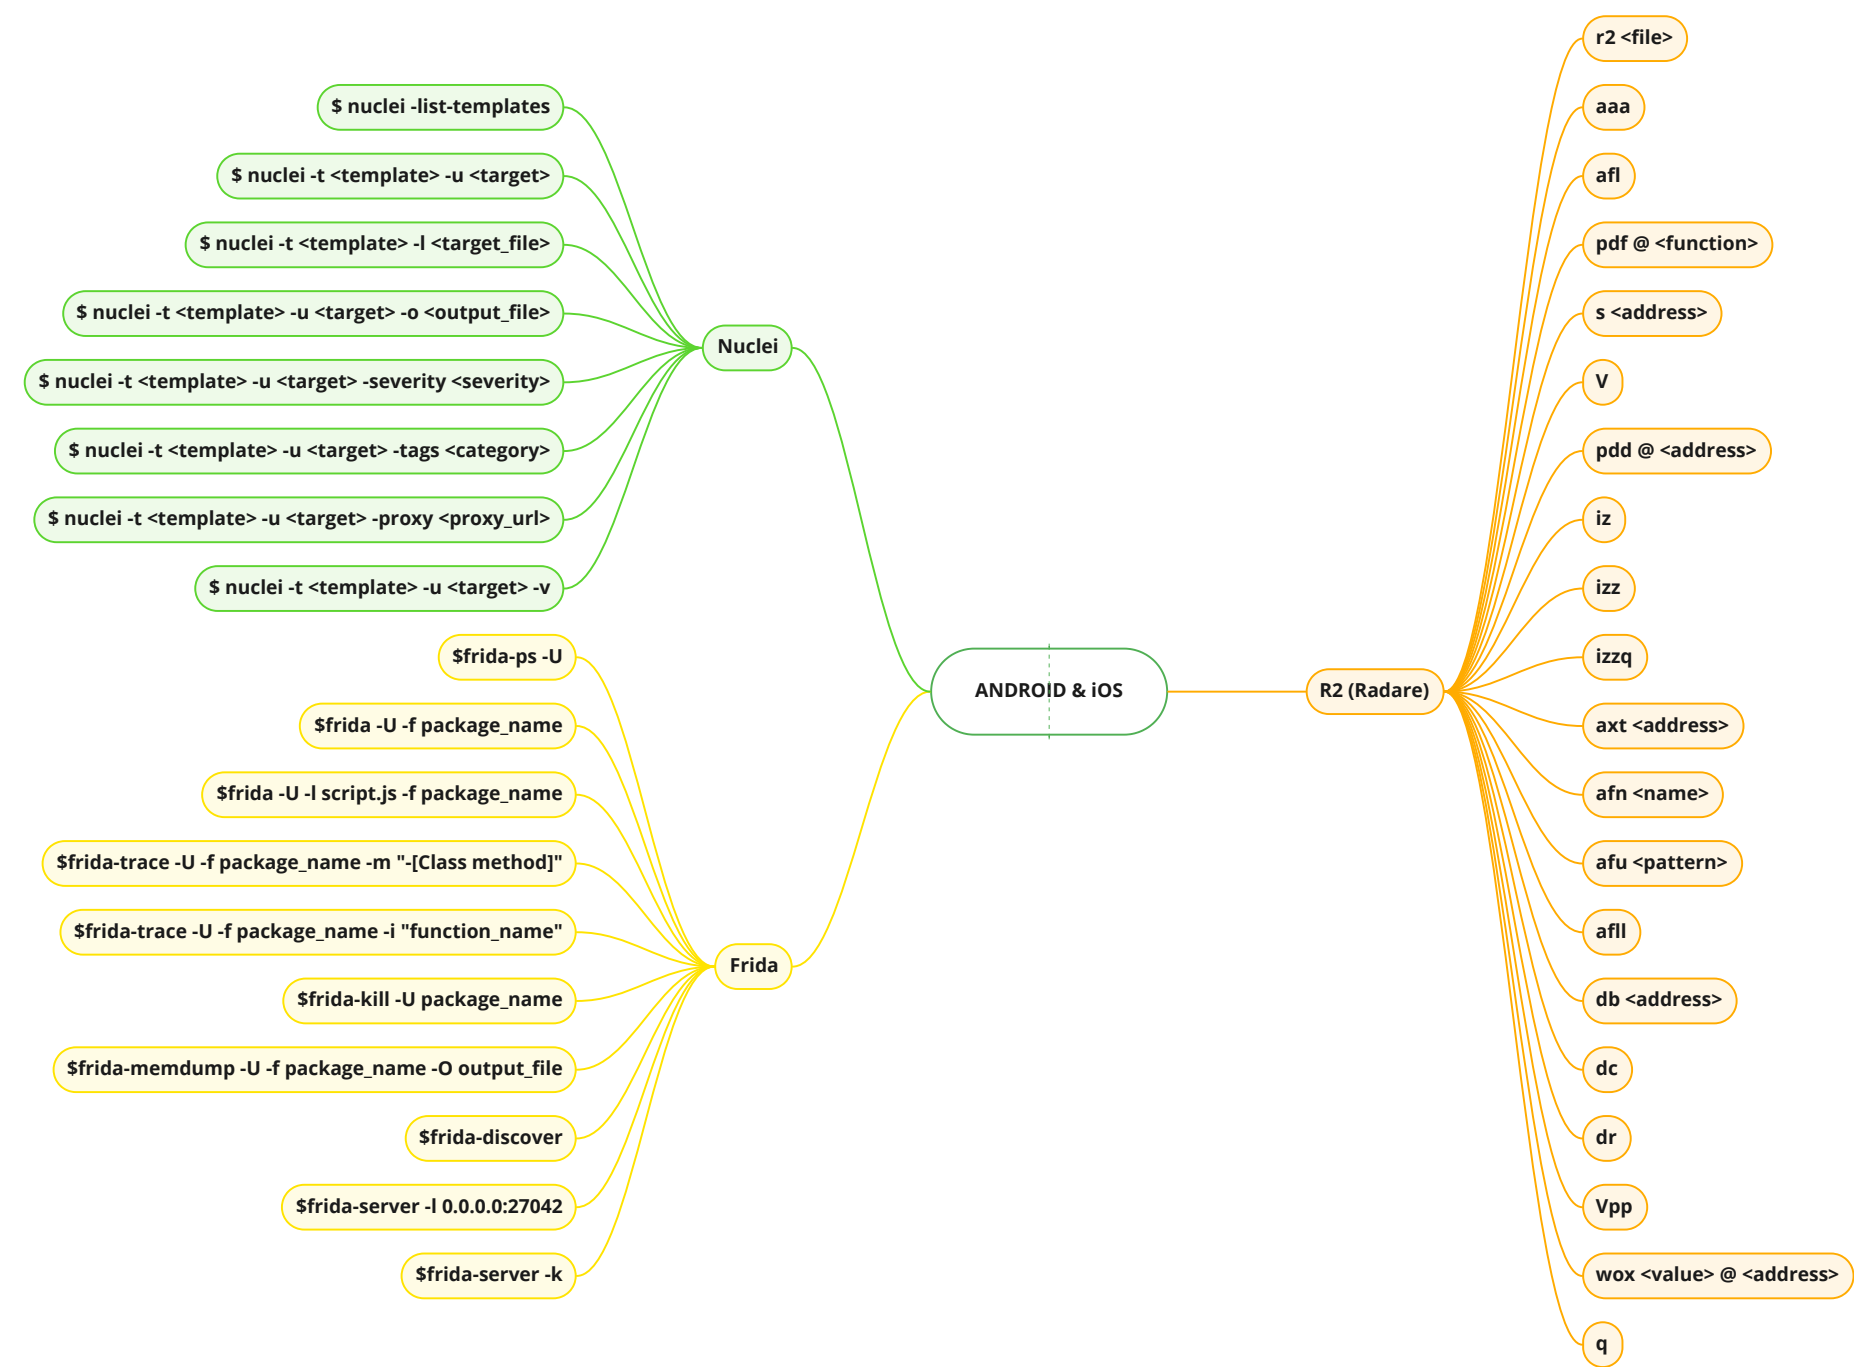 ANDROID & iOS
Nuclei
$ nuclei -list-templates
$ nuclei -t <template> -u <target>
$ nuclei -t <template> -l <target_file>
$ nuclei -t <template> -u <target> -o <output_file>
$ nuclei -t <template> -u <target> -severity <severity>
$ nuclei -t <template> -u <target> -tags <category>
$ nuclei -t <template> -u <target> -proxy <proxy_url>
$ nuclei -t <template> -u <target> -v
Frida
$frida-ps -U
$frida -U -f package_name
$frida -U -l script.js -f package_name
$frida-trace -U -f package_name -m "-[Class method]"
$frida-trace -U -f package_name -i "function_name"
$frida-kill -U package_name
$frida-memdump -U -f package_name -O output_file
$frida-discover
$frida-server -l 0.0.0.0:27042
$frida-server -k
R2 (Radare)
r2 <file>
aaa
afl
pdf @ <function>
s <address>
V
pdd @ <address>
iz
izz
izzq
axt <address>
afn <name>
afu <pattern>
afll
db <address>
dc
dr
Vpp
wox <value> @ <address>
q